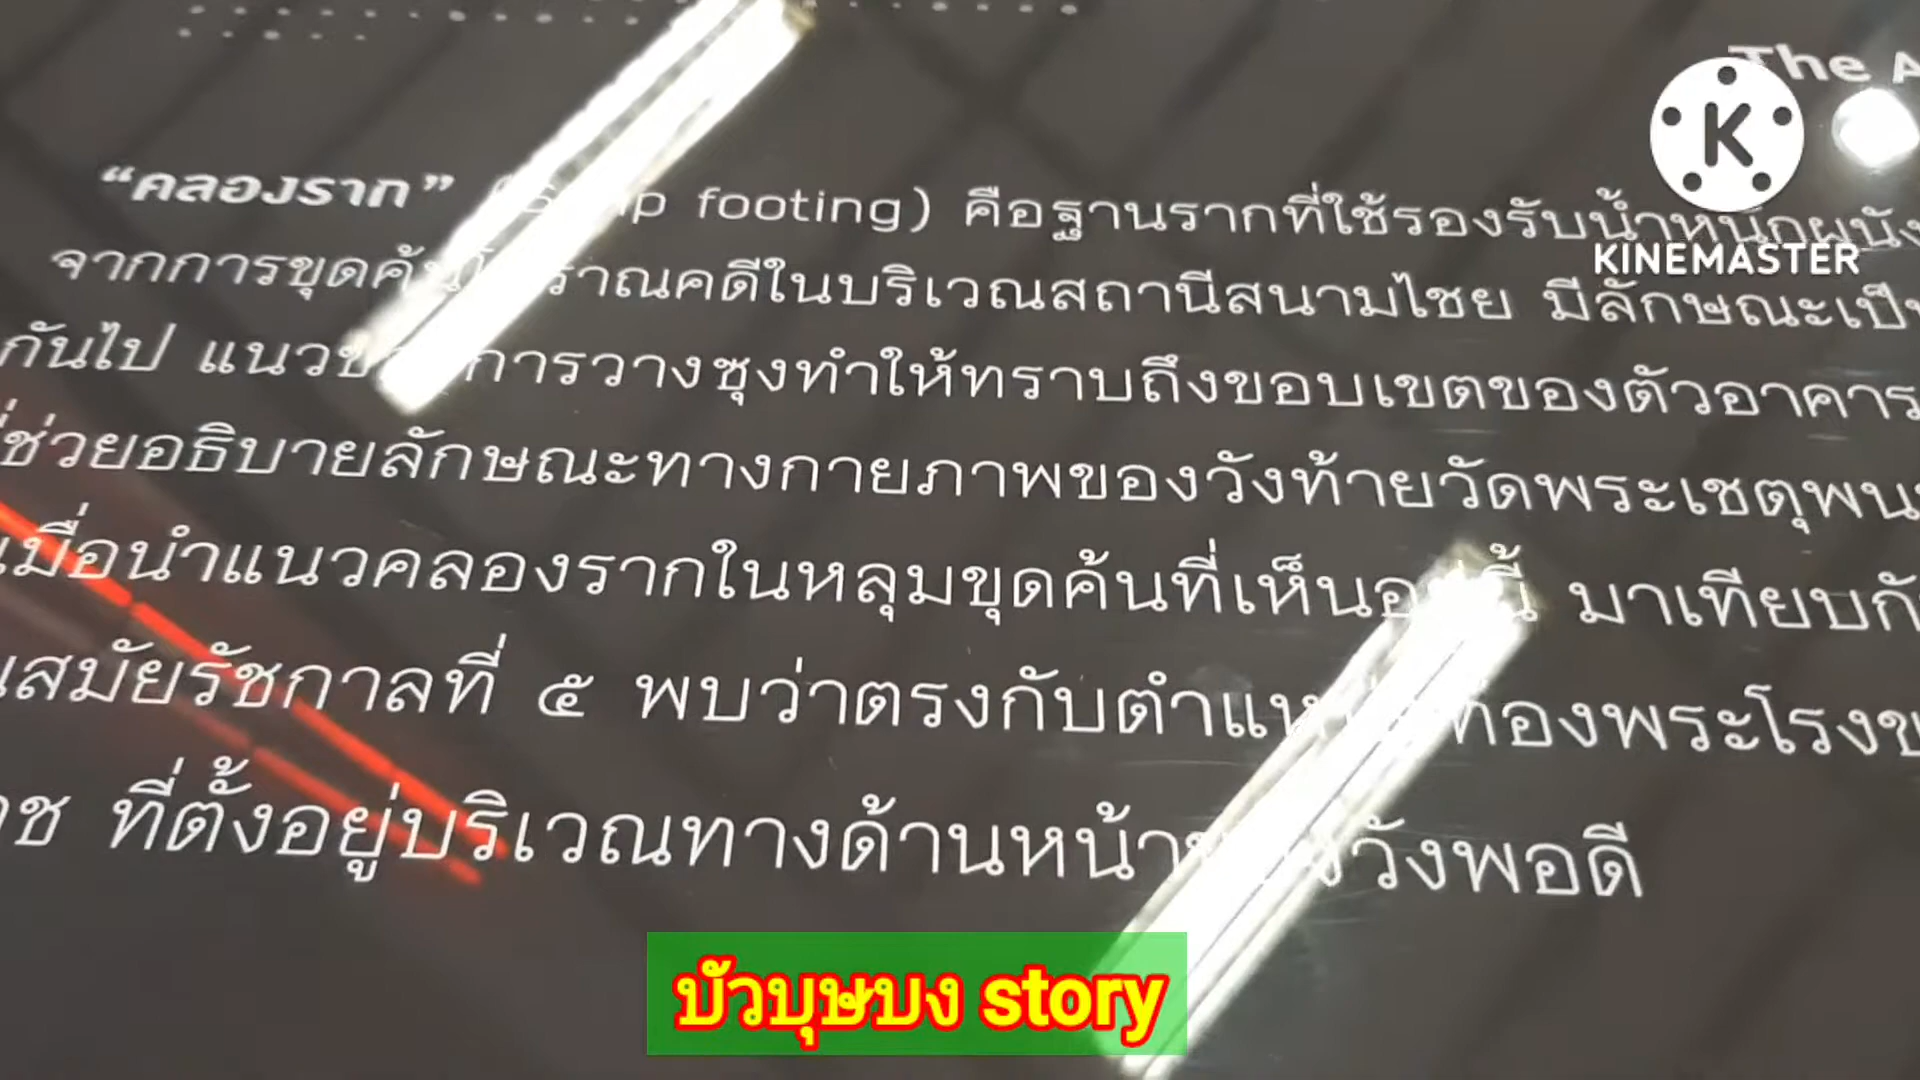 The
KINEMASTER
“คลองราก” footing) คือฐานรากที่ใช้รองรับน้ำหนักผนัง
จากการขุดค้น ในบริเวณสถานีสนามไชย มีลักษณะเป็น
กันไป การวางซุงทำให้ทราบถึงขอบเขตของตัวอาคาร
ที่ช่วยอธิบายลักษณะทางกายภาพของวังท้ายวัดพระเชตุพน
เมื่อนำแนวคลองรากในหลุมขุดค้นที่เห็น มาเทียบกับ
สมัยรัชกาลที่ ๕ พบว่าตรงกับ ท้องพระโรง
ที่ตั้งอยู่บริเวณทางด้านหน้า วังพอดี
บัวบุษบง story